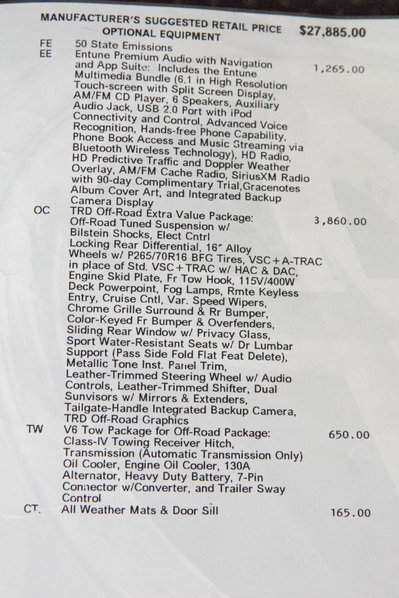 MANUFACTURER'S SUGGESTED RETAIL PRICE $27,885.00
OPTIONAL EQUIPMENT
FE 50 State Emissions
EE Entune Premium Audio with Navigation 1,265.00
and App Suite: Includes the Entune
Multimedia Bundle (6.1 in High Resolution
Touch-screen with Split Screen Display,
AM/FM CD Player, 6 Speakers, Auxiliary
Audio Jack, USB 2.0 Port with iPod
Connectivity and Control, Advanced Voice
Recognition, Hands-free Phone Capability,
Phone Book Access and Music Streaming via
Bluetooth Wireless Technology), HD Radio,
HD Predictive Traffic and Doppler Weather
Overlay, AM/FM Cache Radio, SiriusXM Radio
with 90-day Complimentary Trial,Gracenotes
Album Cover Art, and Integrated Backup
Camera Display
OC TRD Off-Road Extra Value Package: 3,860.00
Off-Road Tuned Suspension w/
Bilstein Shocks, Elect Cntrl
Locking Rear Differential, 16" Alloy
Wheels w/ P265/70R16 BFG Tires, VSC+A-TRAC
in place of Std. VSC+TRAC w/ HAC & DAC,
Engine Skid Plate, Fr Tow Hook, 115V/400W
Deck Powerpoint, Fog Lamps, Rmte Keyless
Entry, Cruise Cntl, Var. Speed Wipers,
Chrome Grille Surround & Rr Bumper,
Color-Keyed Fr Bumper & Overfenders,
Sliding Rear Window w/ Privacy Glass,
Sport Water-Resistant Seats w/ Dr Lumbar
Support (Pass Side Fold Flat Feat Delete),
Metallic Tone Inst. Panel Trim,
Leather-Trimmed Steering Wheel w/ Audio
Controls, Leather-Trimmed Shifter, Dual
Sunvisors w/ Mirrors & Extenders,
Tailgate-Handle Integrated Backup Camera,
TRD Off-Road Graphics
TW V6 Tow Package for Off-Road Package: 650.00
Class-IV Towing Receiver Hitch,
Transmission (Automatic Transmission Only)
Oil Cooler, Engine Oil Cooler, 130A
Alternator, Heavy Duty Battery, 7-Pin
Connector w/Converter, and Trailer Sway
Control
CT. All Weather Mats & Door Sill 165.00